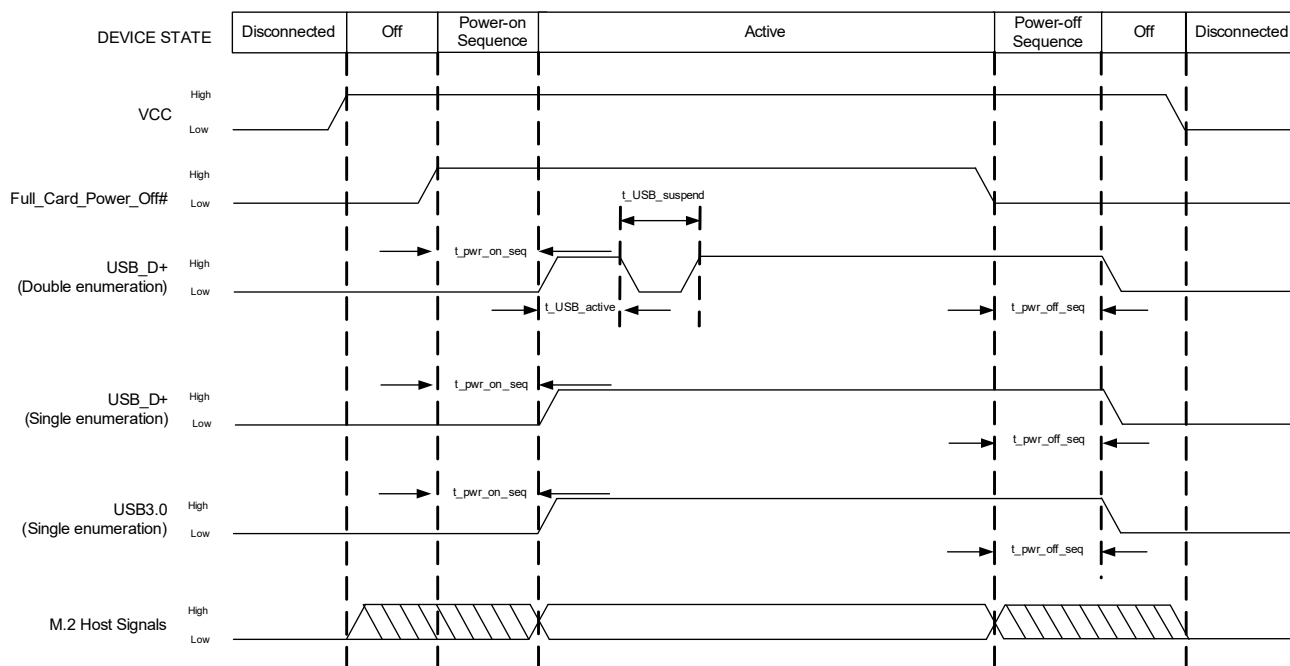 DEVICE STATE
Disconnected
Off
Power-on
Sequence
Active
Power-off
Sequence
Off
Disconnected
VCC
High
Low
Full_Card_Power_Off#
High
Low
t_USB_suspend
USB_D+
(Double enumeration)
High
Low
t_pwr_on_seq
t_USB_active
t_pwr_off_seq
USB_D+
(Single enumeration)
High
Low
t_pwr_on_seq
t_pwr_off_seq
USB3.0
(Single enumeration)
High
Low
t_pwr_on_seq
t_pwr_off_seq
M.2 Host Signals
High
Low